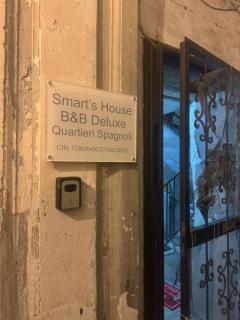 Smart's House
B&B Deluxe
Quartieri Spagnoli